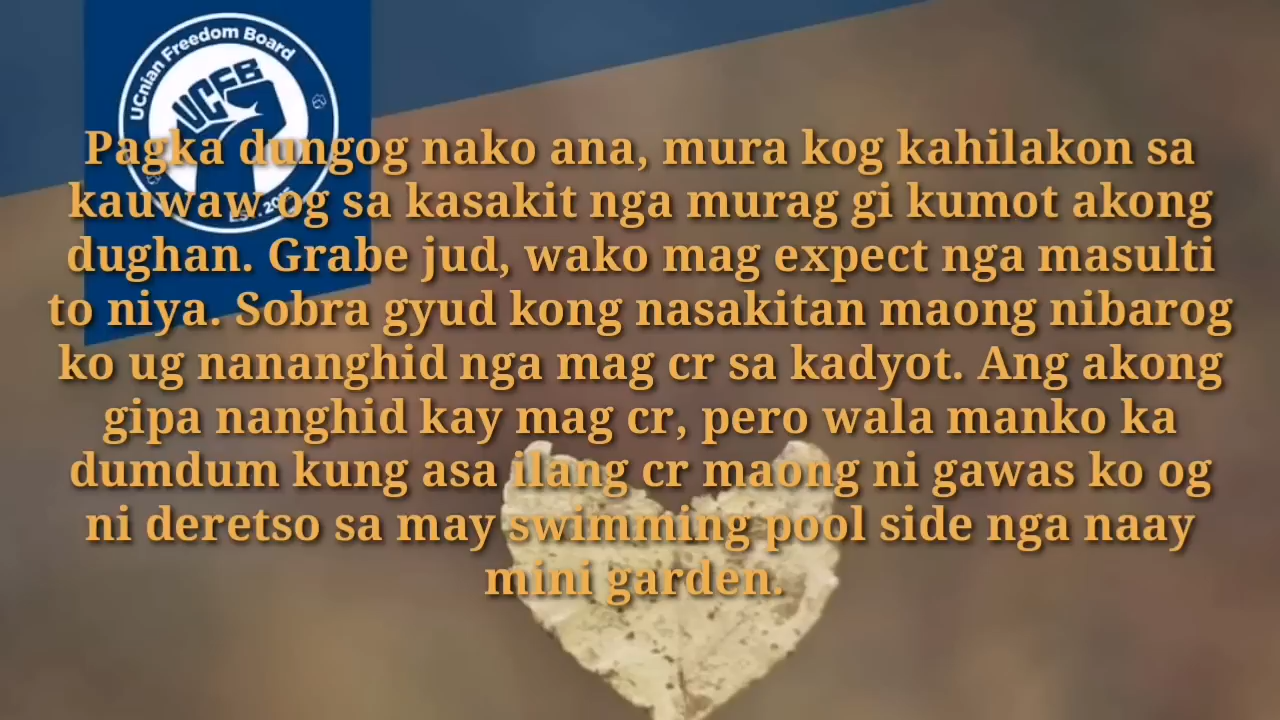 UCnian Freedom Board
UCFB
Pagka dungog nako ana, mura kog kahilakon sa
kauwaw og sa kasakit nga murag gi kumot akong
dughan. Grabe jud, wako mag expect nga masulti
to niya. Sobra gyud kong nasakitan maong nibarog
ko ug nananghid nga mag cr sa kadyot. Ang akong
gipa nanghid kay mag cr, pero wala manko ka
dumdum kung asa ilang cr maong ni gawas ko og
ni deretso sa may swimming pool side nga naay
mini garden.